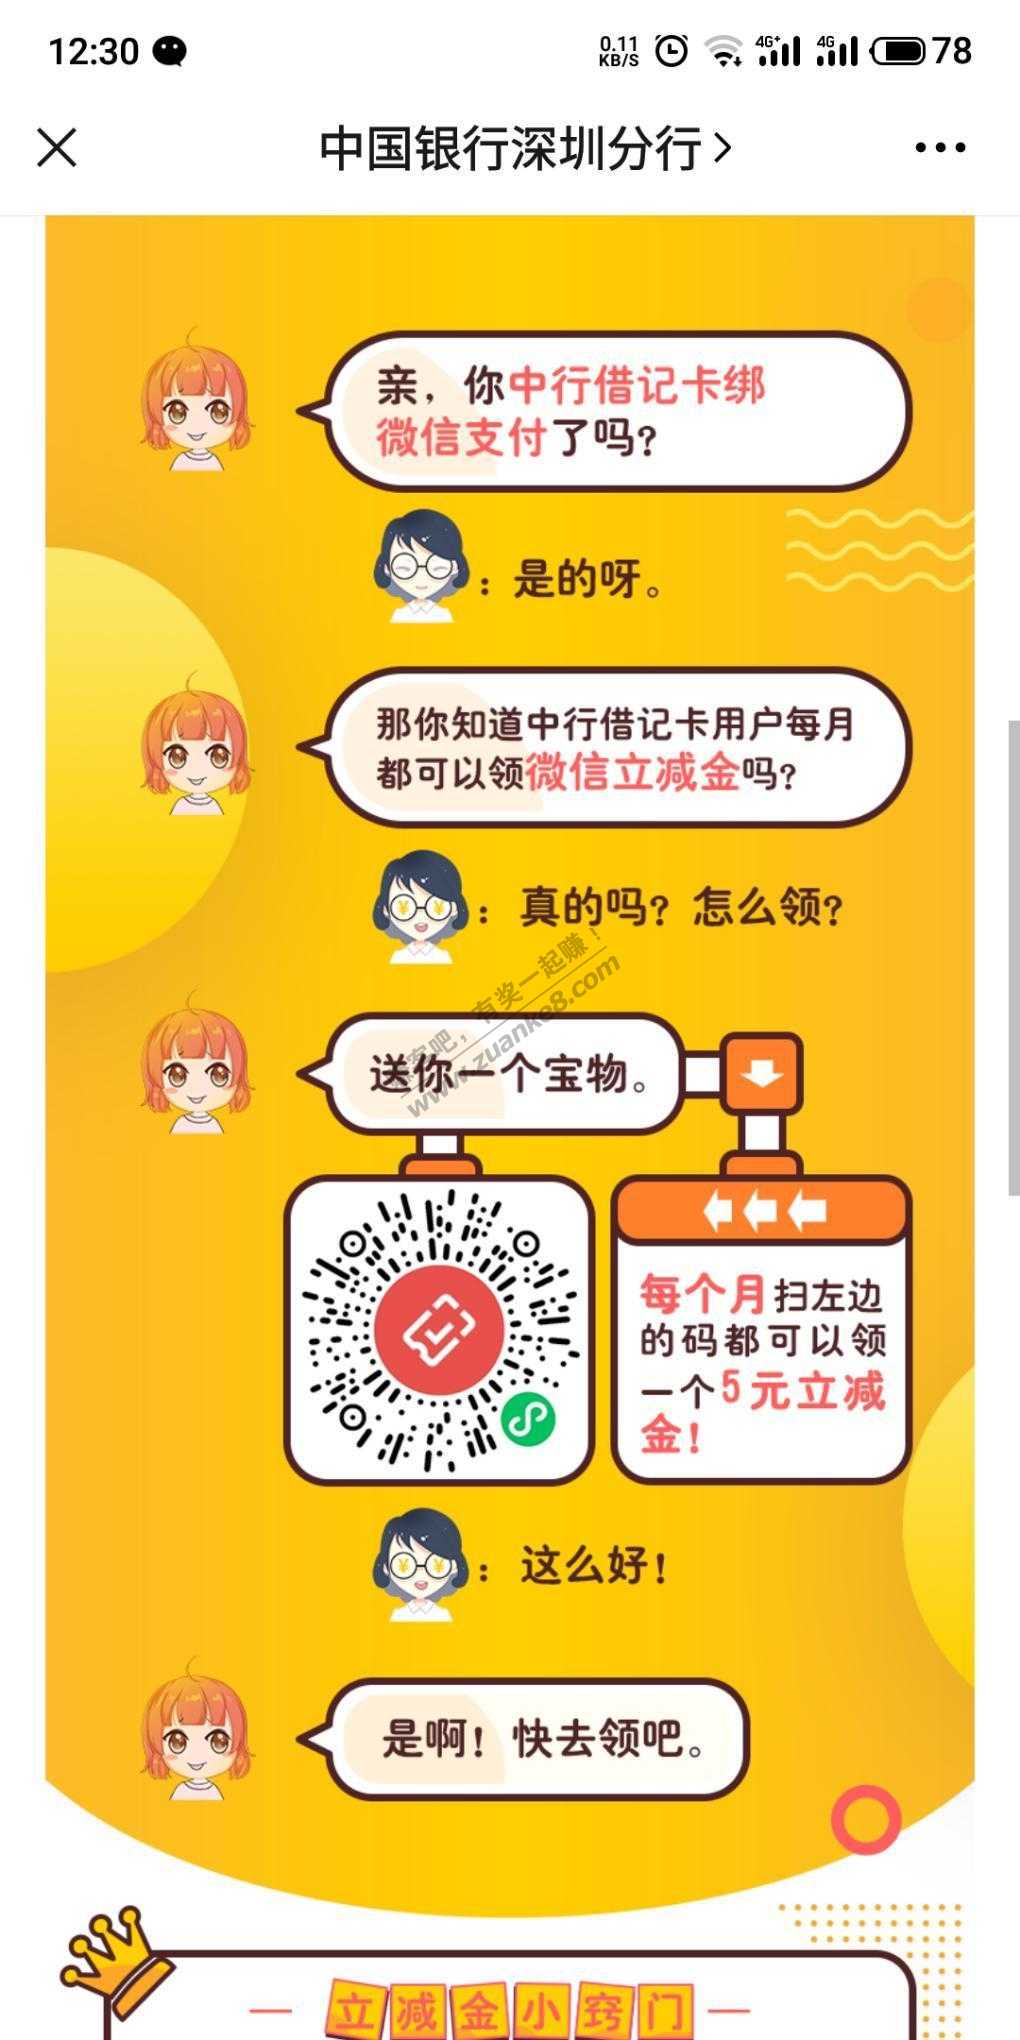 12:30
0.11
KB/S
4G+
4G
78
中国银行深圳分行
亲，你中行借记卡绑
微信支付了吗？
：是的呀。
那你知道中行借记卡用户每月
都可以领微信立减金吗？
：真的吗？怎么领？
赚客吧，有奖一起赚！
www.zuanke8.com
送你一个宝物。
每个月扫左边
的码都可以领
一个5元立减
金！
：这么好！
是啊！快去领吧。
立减金小窍门